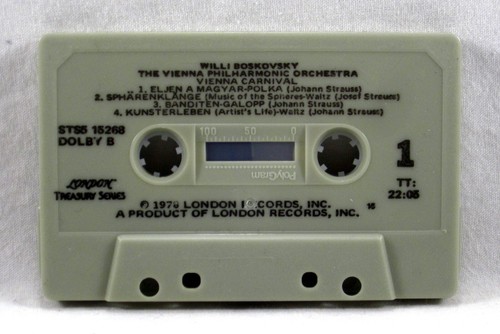 WILLI BOSKOVSKY
THE VIENNA PHILHARMONIC ORCHESTRA
VIENNA CARNIVAL
1. ELJEN A MAGYAR-POLKA (Johann Strauss)
2. SPHÄRENKLÄNGE (Music of the Spheres-Waltz (Josef Strauss)
3. BANDITEN-GALOPP (Johann Strauss)
4. KUNSTERLEBEN (Artist's Life)-Waltz (Johann Strauss)
STS5 15268
DOLBY B
100 50 0
PolyGram
1
TT:
22:05
LONDON
TREASURY SERIES
℗ 1978 LONDON RECORDS, INC.
A PRODUCT OF LONDON RECORDS, INC.